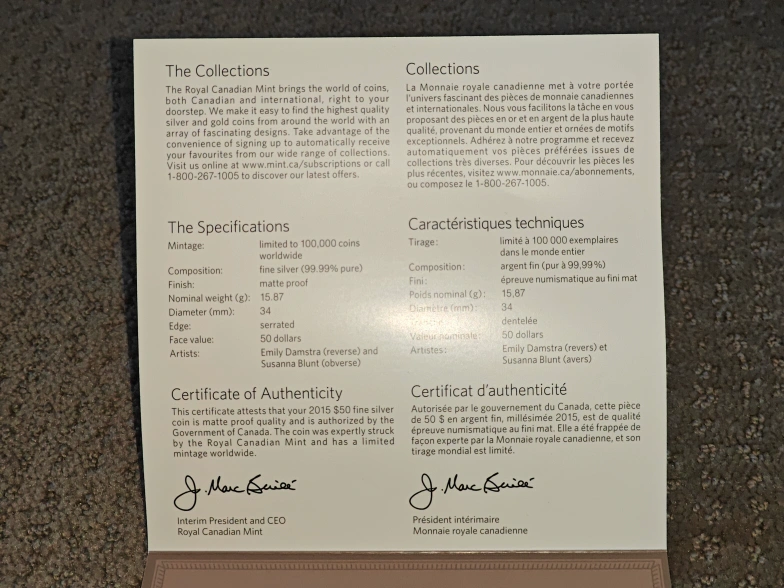 The Collections
The Royal Canadian Mint brings the world of coins,
both Canadian and international, right to your
doorstep. We make it easy to find the highest quality
silver and gold coins from around the world with an
array of fascinating designs. Take advantage of the
convenience of signing up to automatically receive
your favourites from our wide range of collections.
Visit us online at www.mint.ca/subscriptions or call
1-800-267-1005 to discover our latest offers.
Collections
La Monnaie royale canadienne met à votre portée
l'univers fascinant des pièces de monnaie canadiennes
et internationales. Nous vous facilitons la tâche en vous
proposant des pièces en or et en argent de la plus haute
qualité, provenant du monde entier et ornées de motifs
exceptionnels. Adhérez à notre programme et recevez
automatiquement vos pièces préférées issues de
collections très diverses. Pour découvrir les pièces les
plus récentes, visitez www.monnaie.ca/abonnements,
ou composez le 1-800-267-1005.
The Specifications
Mintage: limited to 100,000 coins
worldwide
Composition: fine silver (99.99% pure)
Finish: matte proof
Nominal weight (g): 15.87
Diameter (mm): 34
Edge: serrated
Face value: 50 dollars
Artists: Emily Damstra (reverse) and
Susanna Blunt (obverse)
Caractéristiques techniques
Tirage: limité à 100 000 exemplaires
dans le monde entier
Composition: argent fin (pur à 99,99%)
Fini: épreuve numismatique au fini mat
Poids nominal (g): 15,87
Diamètre (mm): 34
dentelée
Valeur nominale: 50 dollars
Artistes: Emily Damstra (revers) et
Susanna Blunt (avers)
Certificate of Authenticity
This certificate attests that your 2015 $50 fine silver
coin is matte proof quality and is authorized by the
Government of Canada. The coin was expertly struck
by the Royal Canadian Mint and has a limited
mintage worldwide.
Interim President and CEO
Royal Canadian Mint
Certificat d'authenticité
Autorisée par le gouvernement du Canada, cette pièce
de 50 $ en argent fin, millésimée 2015, est de qualité
épreuve numismatique au fini mat. Elle a été frappée de
façon experte par la Monnaie royale canadienne, et son
tirage mondial est limité.
Président intérimaire
Monnaie royale canadienne